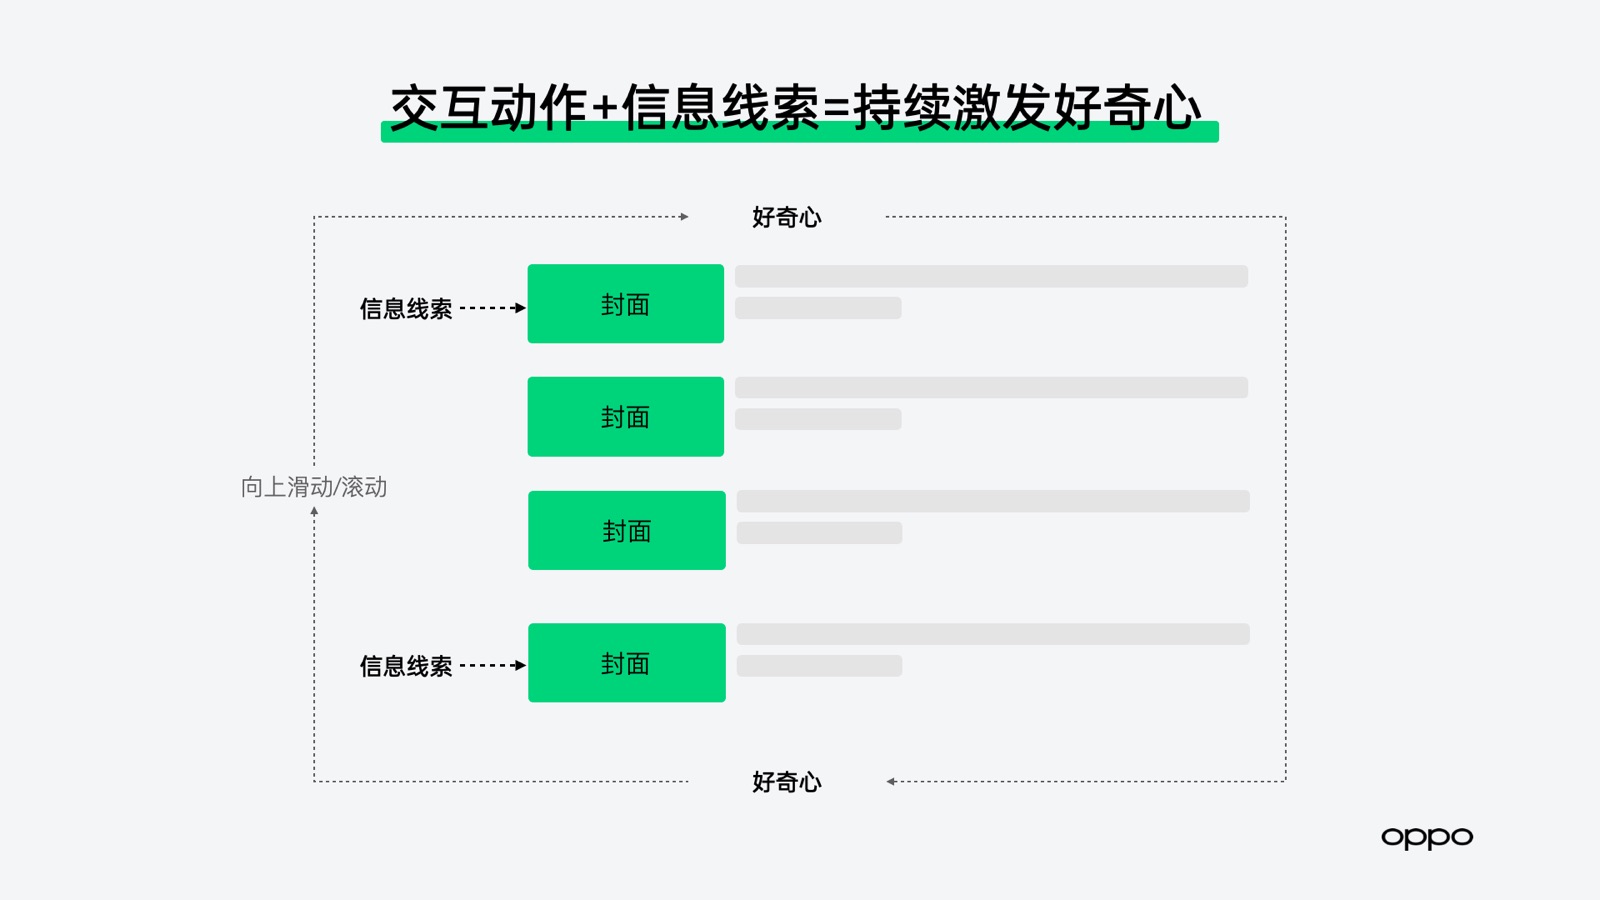 交互动作+信息线索=持续激发好奇心
好奇心
信息线索
封面
封面
向上滑动/滚动
封面
信息线索
封面
好奇心
oppo